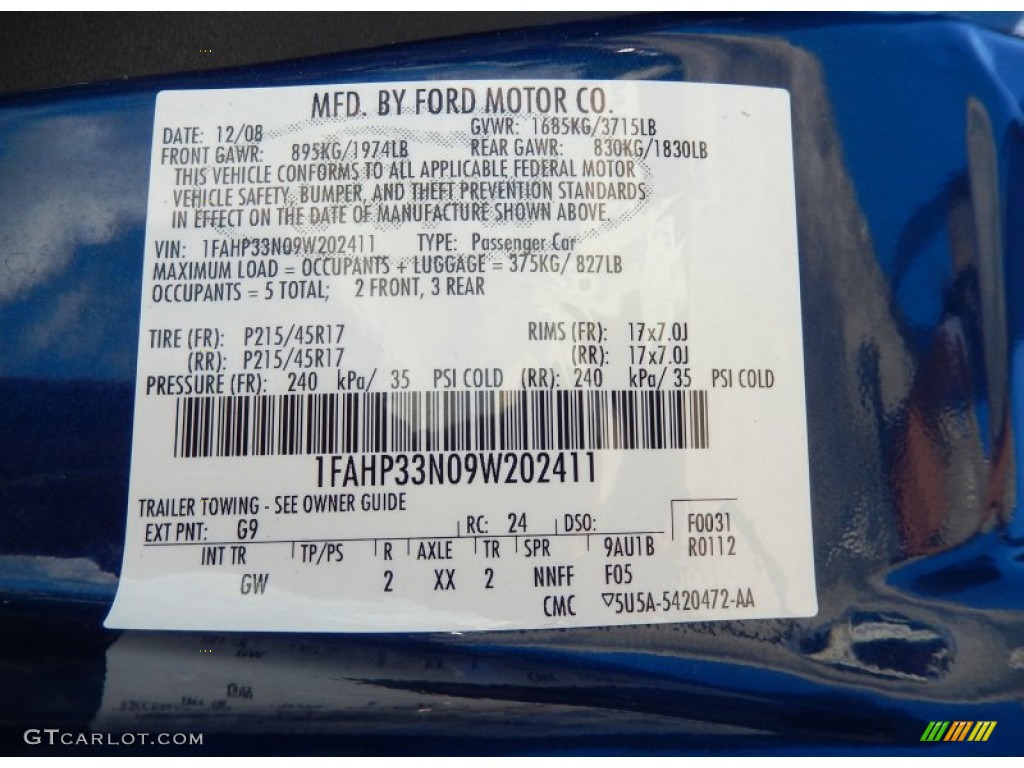 MFD. BY FORD MOTOR CO.
DATE: 12/08 GVWR: 1685KG/3715LB
FRONT GAWR: 895KG/1974LB REAR GAWR: 830KG/1830LB
THIS VEHICLE CONFORMS TO ALL APPLICABLE FEDERAL MOTOR
VEHICLE SAFETY, BUMPER, AND THEFT PREVENTION STANDARDS
IN EFFECT ON THE DATE OF MANUFACTURE SHOWN ABOVE.
VIN: 1FAHP33N09W202411 TYPE: Passenger Car
MAXIMUM LOAD = OCCUPANTS + LUGGAGE = 375KG/ 827LB
OCCUPANTS = 5 TOTAL; 2 FRONT, 3 REAR
TIRE (FR): P215/45R17 RIMS (FR): 17x7.0J
(RR): P215/45R17 (RR): 17x7.0J
PRESSURE (FR): 240 kPa/ 35 PSI COLD (RR): 240 kPa/ 35 PSI COLD
1FAHP33N09W202411
TRAILER TOWING - SEE OWNER GUIDE
EXT PNT: G9 RC: 24 DSO: F0031
INT TR TP/PS R AXLE TR SPR 9AU1B R0112
GW 2 XX 2 NNFF F05
CMC ▽5U5A-5420472-AA
GTCARLOT.COM